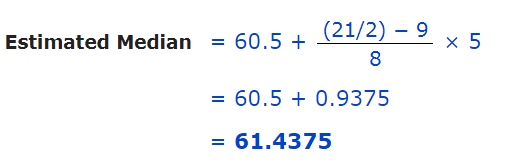 Estimated Median = 60.5 + (21/2) − 9 / 8 × 5
= 60.5 + 0.9375
= 61.4375